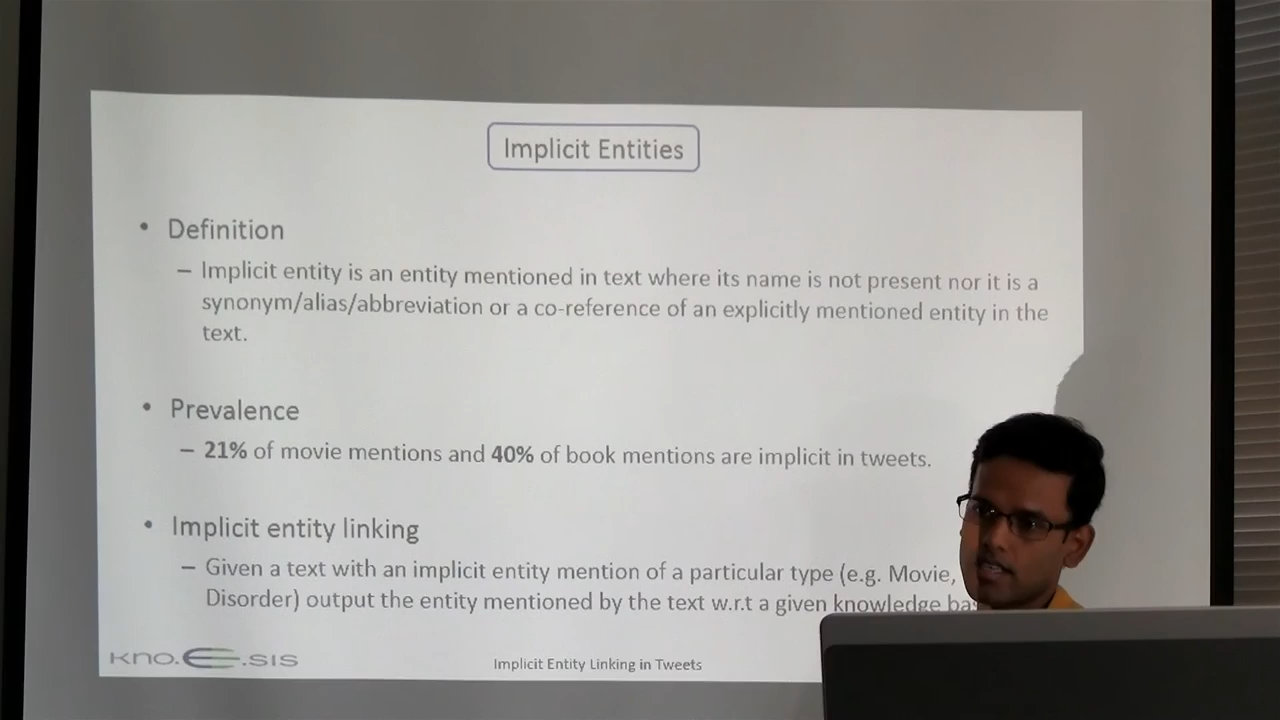 Implicit Entities
• Definition
– Implicit entity is an entity mentioned in text where its name is not present nor it is a
synonym/alias/abbreviation or a co-reference of an explicitly mentioned entity in the
text.
• Prevalence
– 21% of movie mentions and 40% of book mentions are implicit in tweets.
• Implicit entity linking
– Given a text with an implicit entity mention of a particular type (e.g. Movie,
Disorder) output the entity mentioned by the text w.r.t a given knowledge
kno.e.sis
Implicit Entity Linking in Tweets